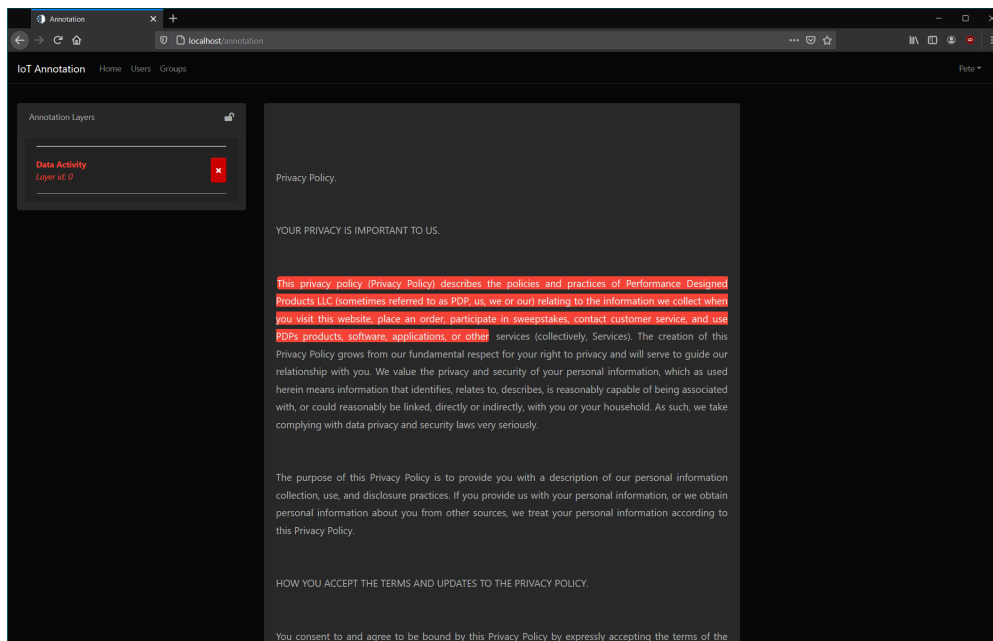 Annotation
localhost/annotation
IoT Annotation Home Users Groups Pete
Annotation Layers
Data Activity
Layer id: 0
Privacy Policy.
YOUR PRIVACY IS IMPORTANT TO US.
This privacy policy (Privacy Policy) describes the policies and practices of Performance Designed
Products LLC (sometimes referred to as PDP, us, we or our) relating to the information we collect when
you visit this website, place an order, participate in sweepstakes, contact customer service, and use
PDPs products, software, applications, or other services (collectively, Services). The creation of this
Privacy Policy grows from our fundamental respect for your right to privacy and will serve to guide our
relationship with you. We value the privacy and security of your personal information, which as used
herein means information that identifies, relates to, describes, is reasonably capable of being associated
with, or could reasonably be linked, directly or indirectly, with you or your household. As such, we take
complying with data privacy and security laws very seriously.
The purpose of this Privacy Policy is to provide you with a description of our personal information
collection, use, and disclosure practices. If you provide us with your personal information, or we obtain
personal information about you from other sources, we treat your personal information according to
this Privacy Policy.
HOW YOU ACCEPT THE TERMS AND UPDATES TO THE PRIVACY POLICY.
You consent to and agree to be bound by this Privacy Policy by expressly accepting the terms of the